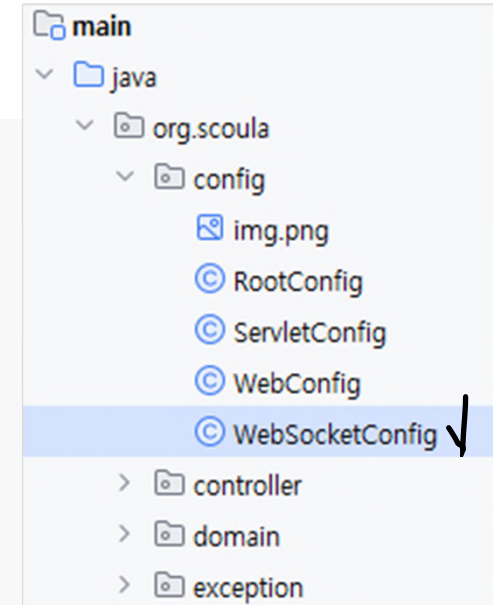 main
java
org.scoula
config
img.png
RootConfig
ServletConfig
WebConfig
WebSocketConfig
controller
domain
exception